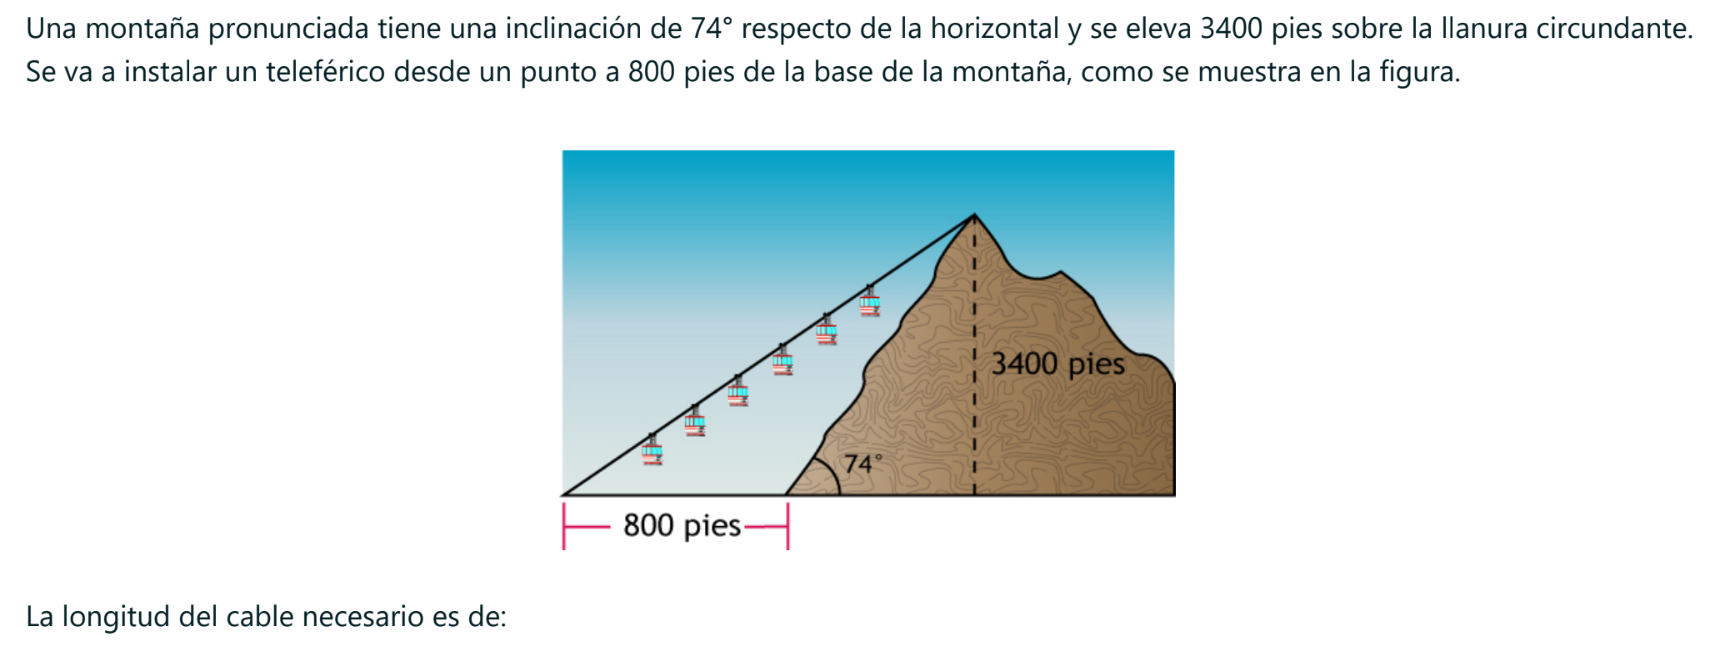 Una montaña pronunciada tiene una inclinación de 74° respecto de la horizontal y se eleva 3400 pies sobre la llanura circundante.
Se va a instalar un teleférico desde un punto a 800 pies de la base de la montaña, como se muestra en la figura.
3400 pies
74°
800 pies
La longitud del cable necesario es de: